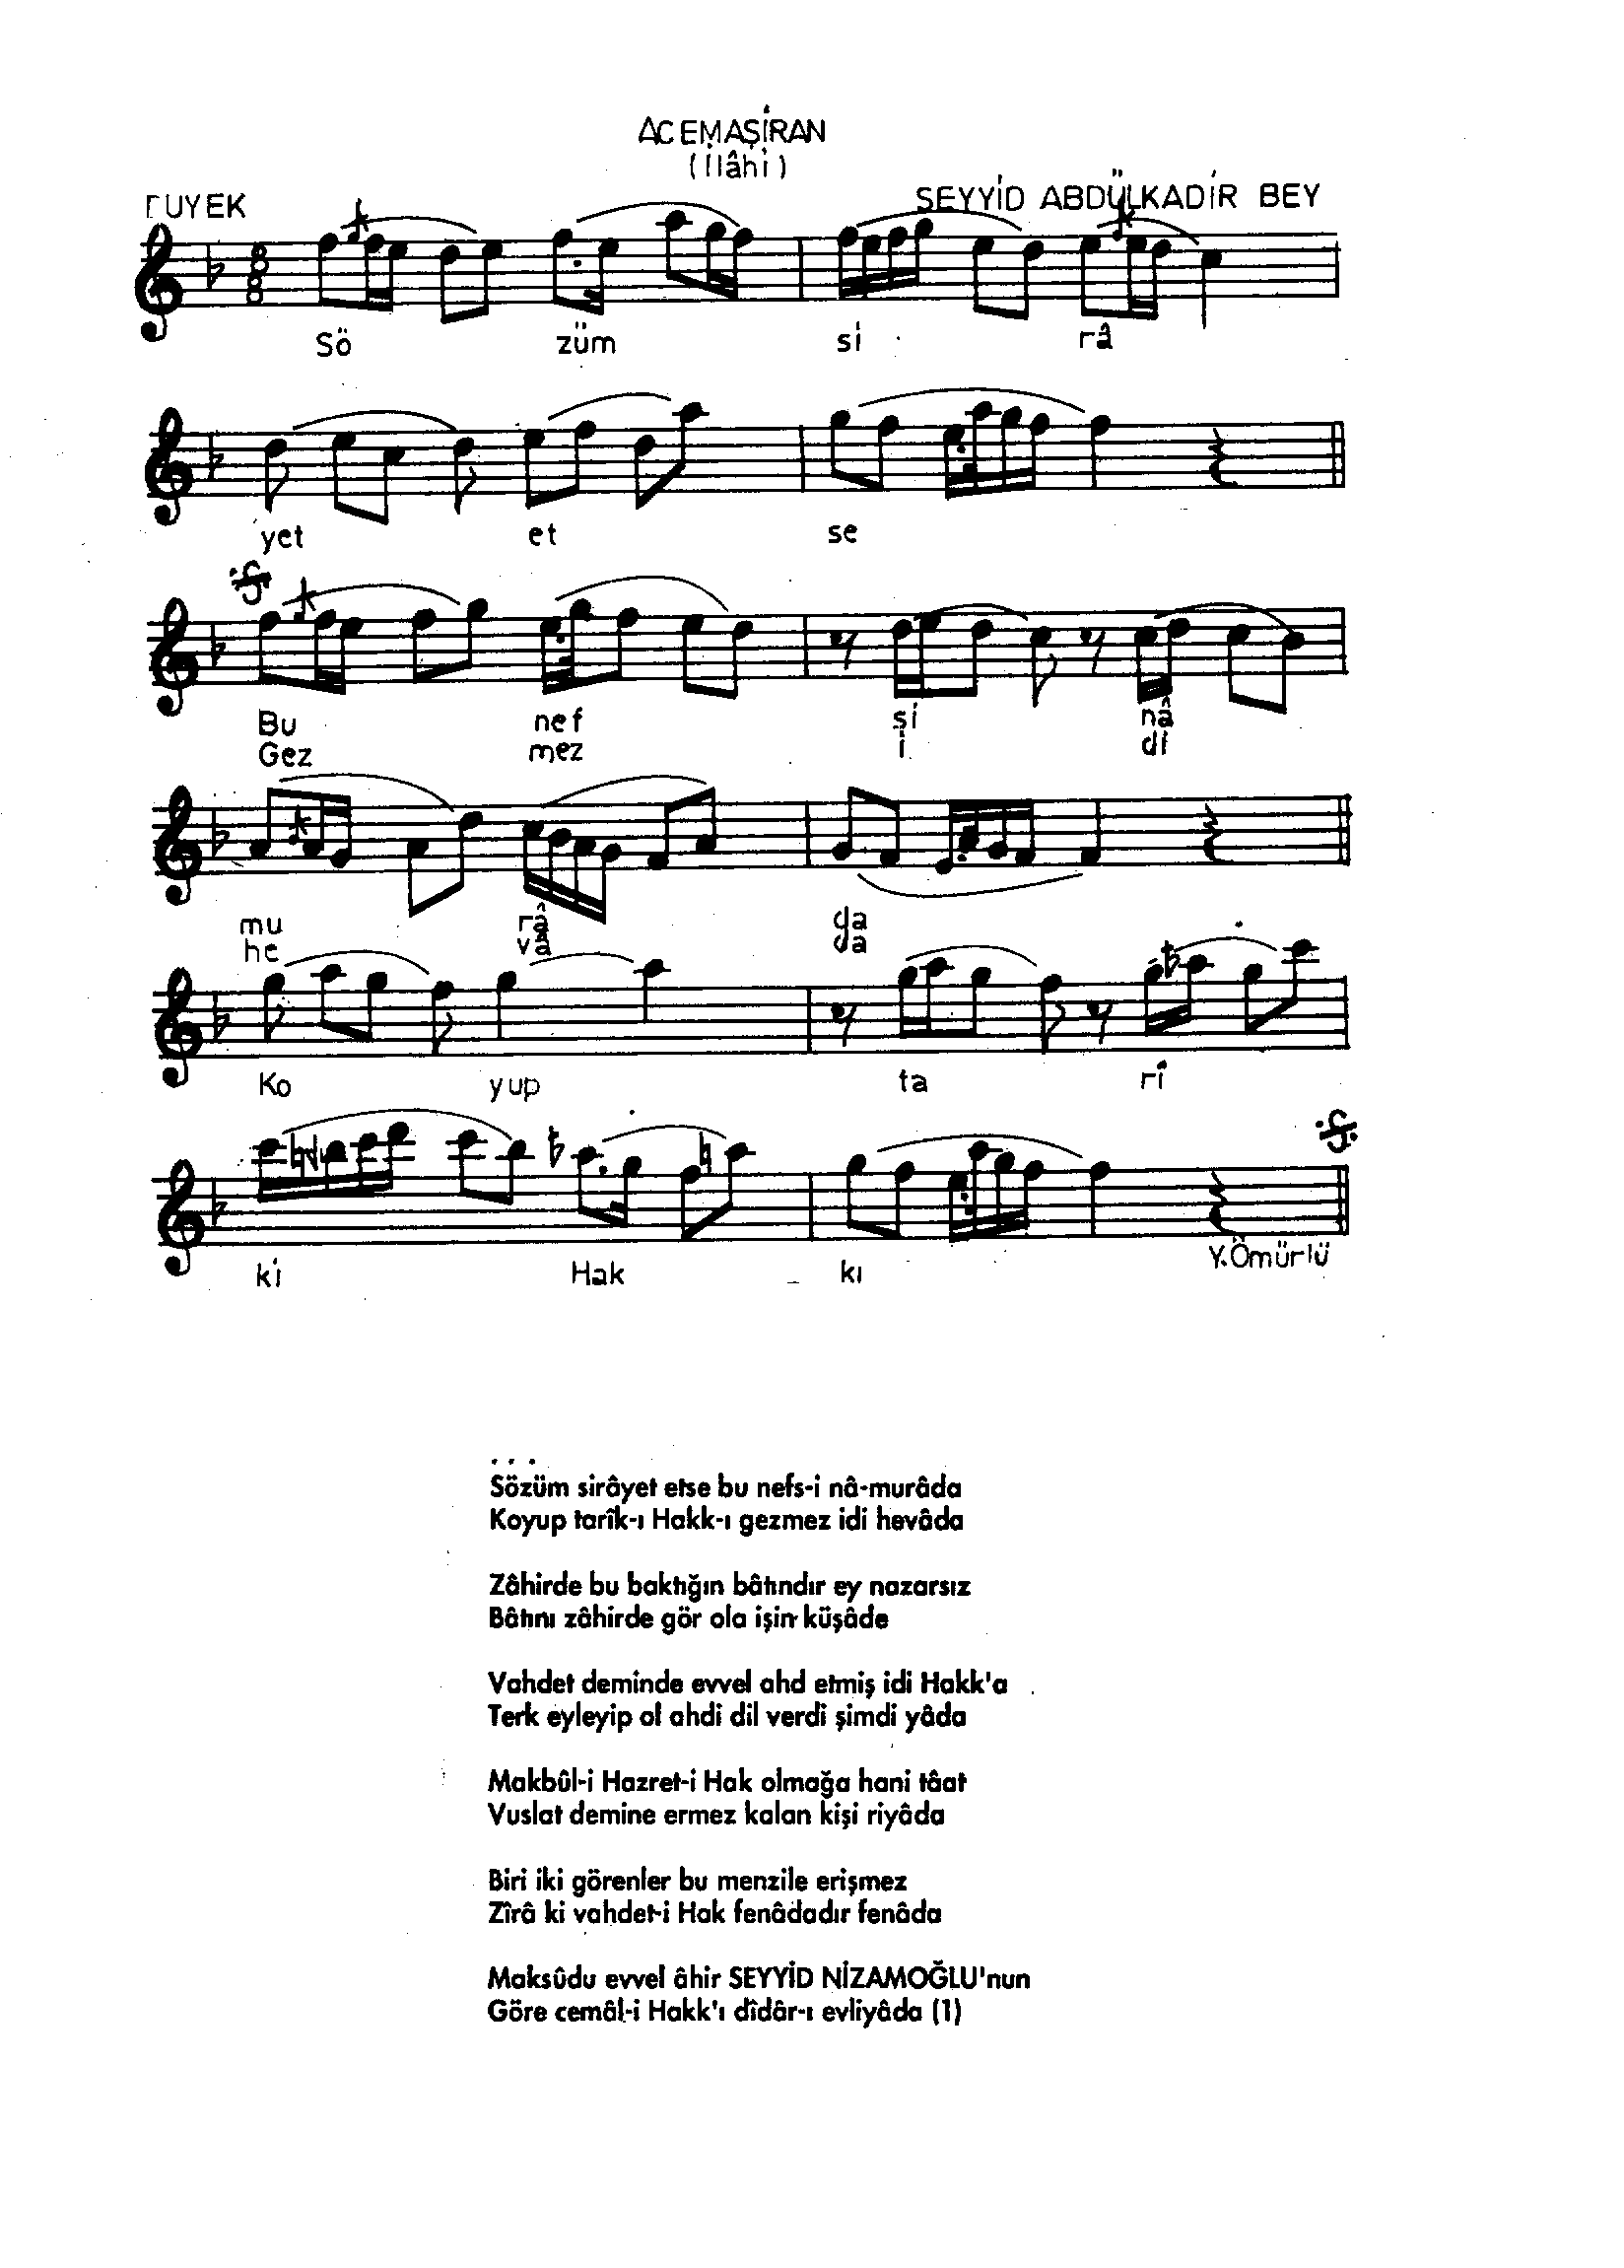 ACEMAŞİRAN
(İlâhi)
DUYEK
SEYYİD ABDÜLKADİR BEY
8
8
Sö züm si râ
yet et se
Bu nef si nâ
Gez mez i di
mu râ da
he vâ da
Ko yup ta rî
ki Hak kı
Y.Ömürlü
Sözüm sirâyet etse bu nefs-i nâ-murâda
Koyup tarîk-ı Hakk-ı gezmez idi hevâda
Zâhirde bu baktığın bâtındır ey nazarsız
Bâtını zâhirde gör ola işin küşâde
Vahdet deminde evvel ahd etmiş idi Hakk'a
Terk eyleyip ol ahdi dil verdi şimdi yâda
Makbûl-i Hazret-i Hak olmağa hani tâat
Vuslat demine ermez kalan kişi riyâda
Biri iki görenler bu menzile erişmez
Zîrâ ki vahdet-i Hak fenâdadır fenâda
Maksûdu evvel âhir SEYYİD NİZAMOĞLU'nun
Göre cemâl-i Hakk'ı dîdâr-ı evliyâda (1)